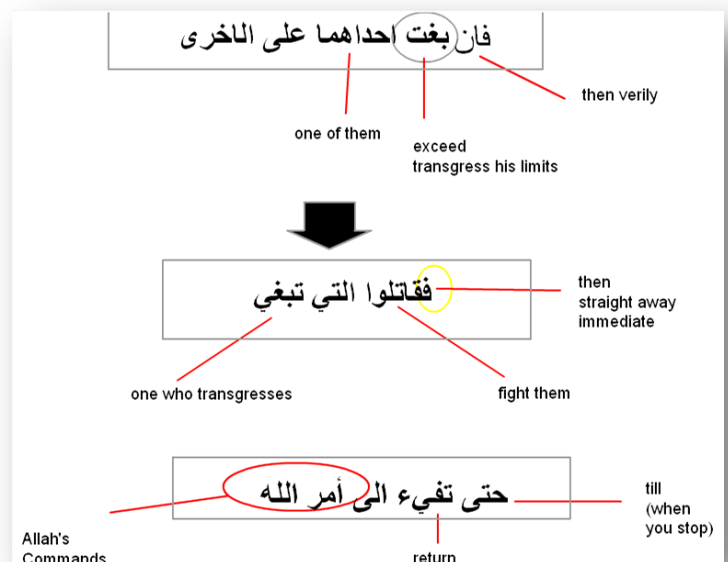 فان بغت احداهما على الاخرى
then verily
one of them
exceed
transgress his limits
فقاتلوا التي تبغي
then
straight away
immediate
one who transgresses
fight them
حتى تفيء الى أمر الله
till
(when
you stop)
Allah's
Commands
return